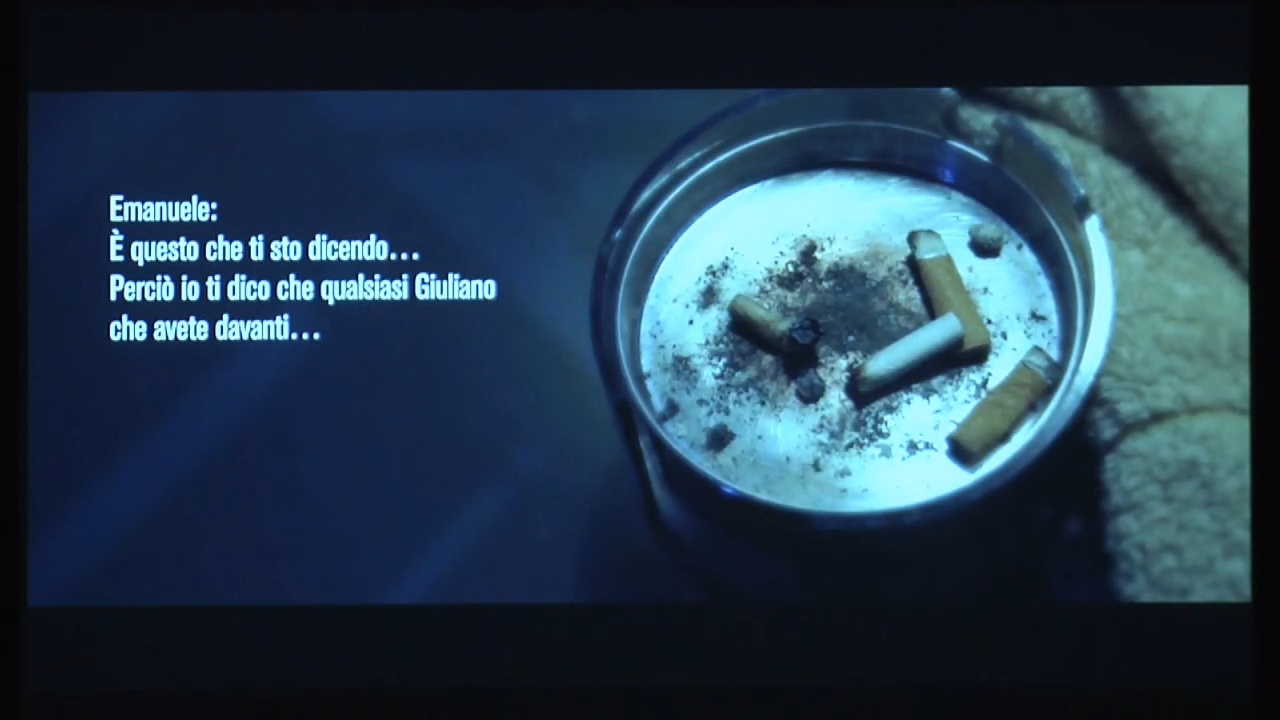 Emanuele:
È questo che ti sto dicendo…
Perciò io ti dico che qualsiasi Giuliano
che avete davanti…